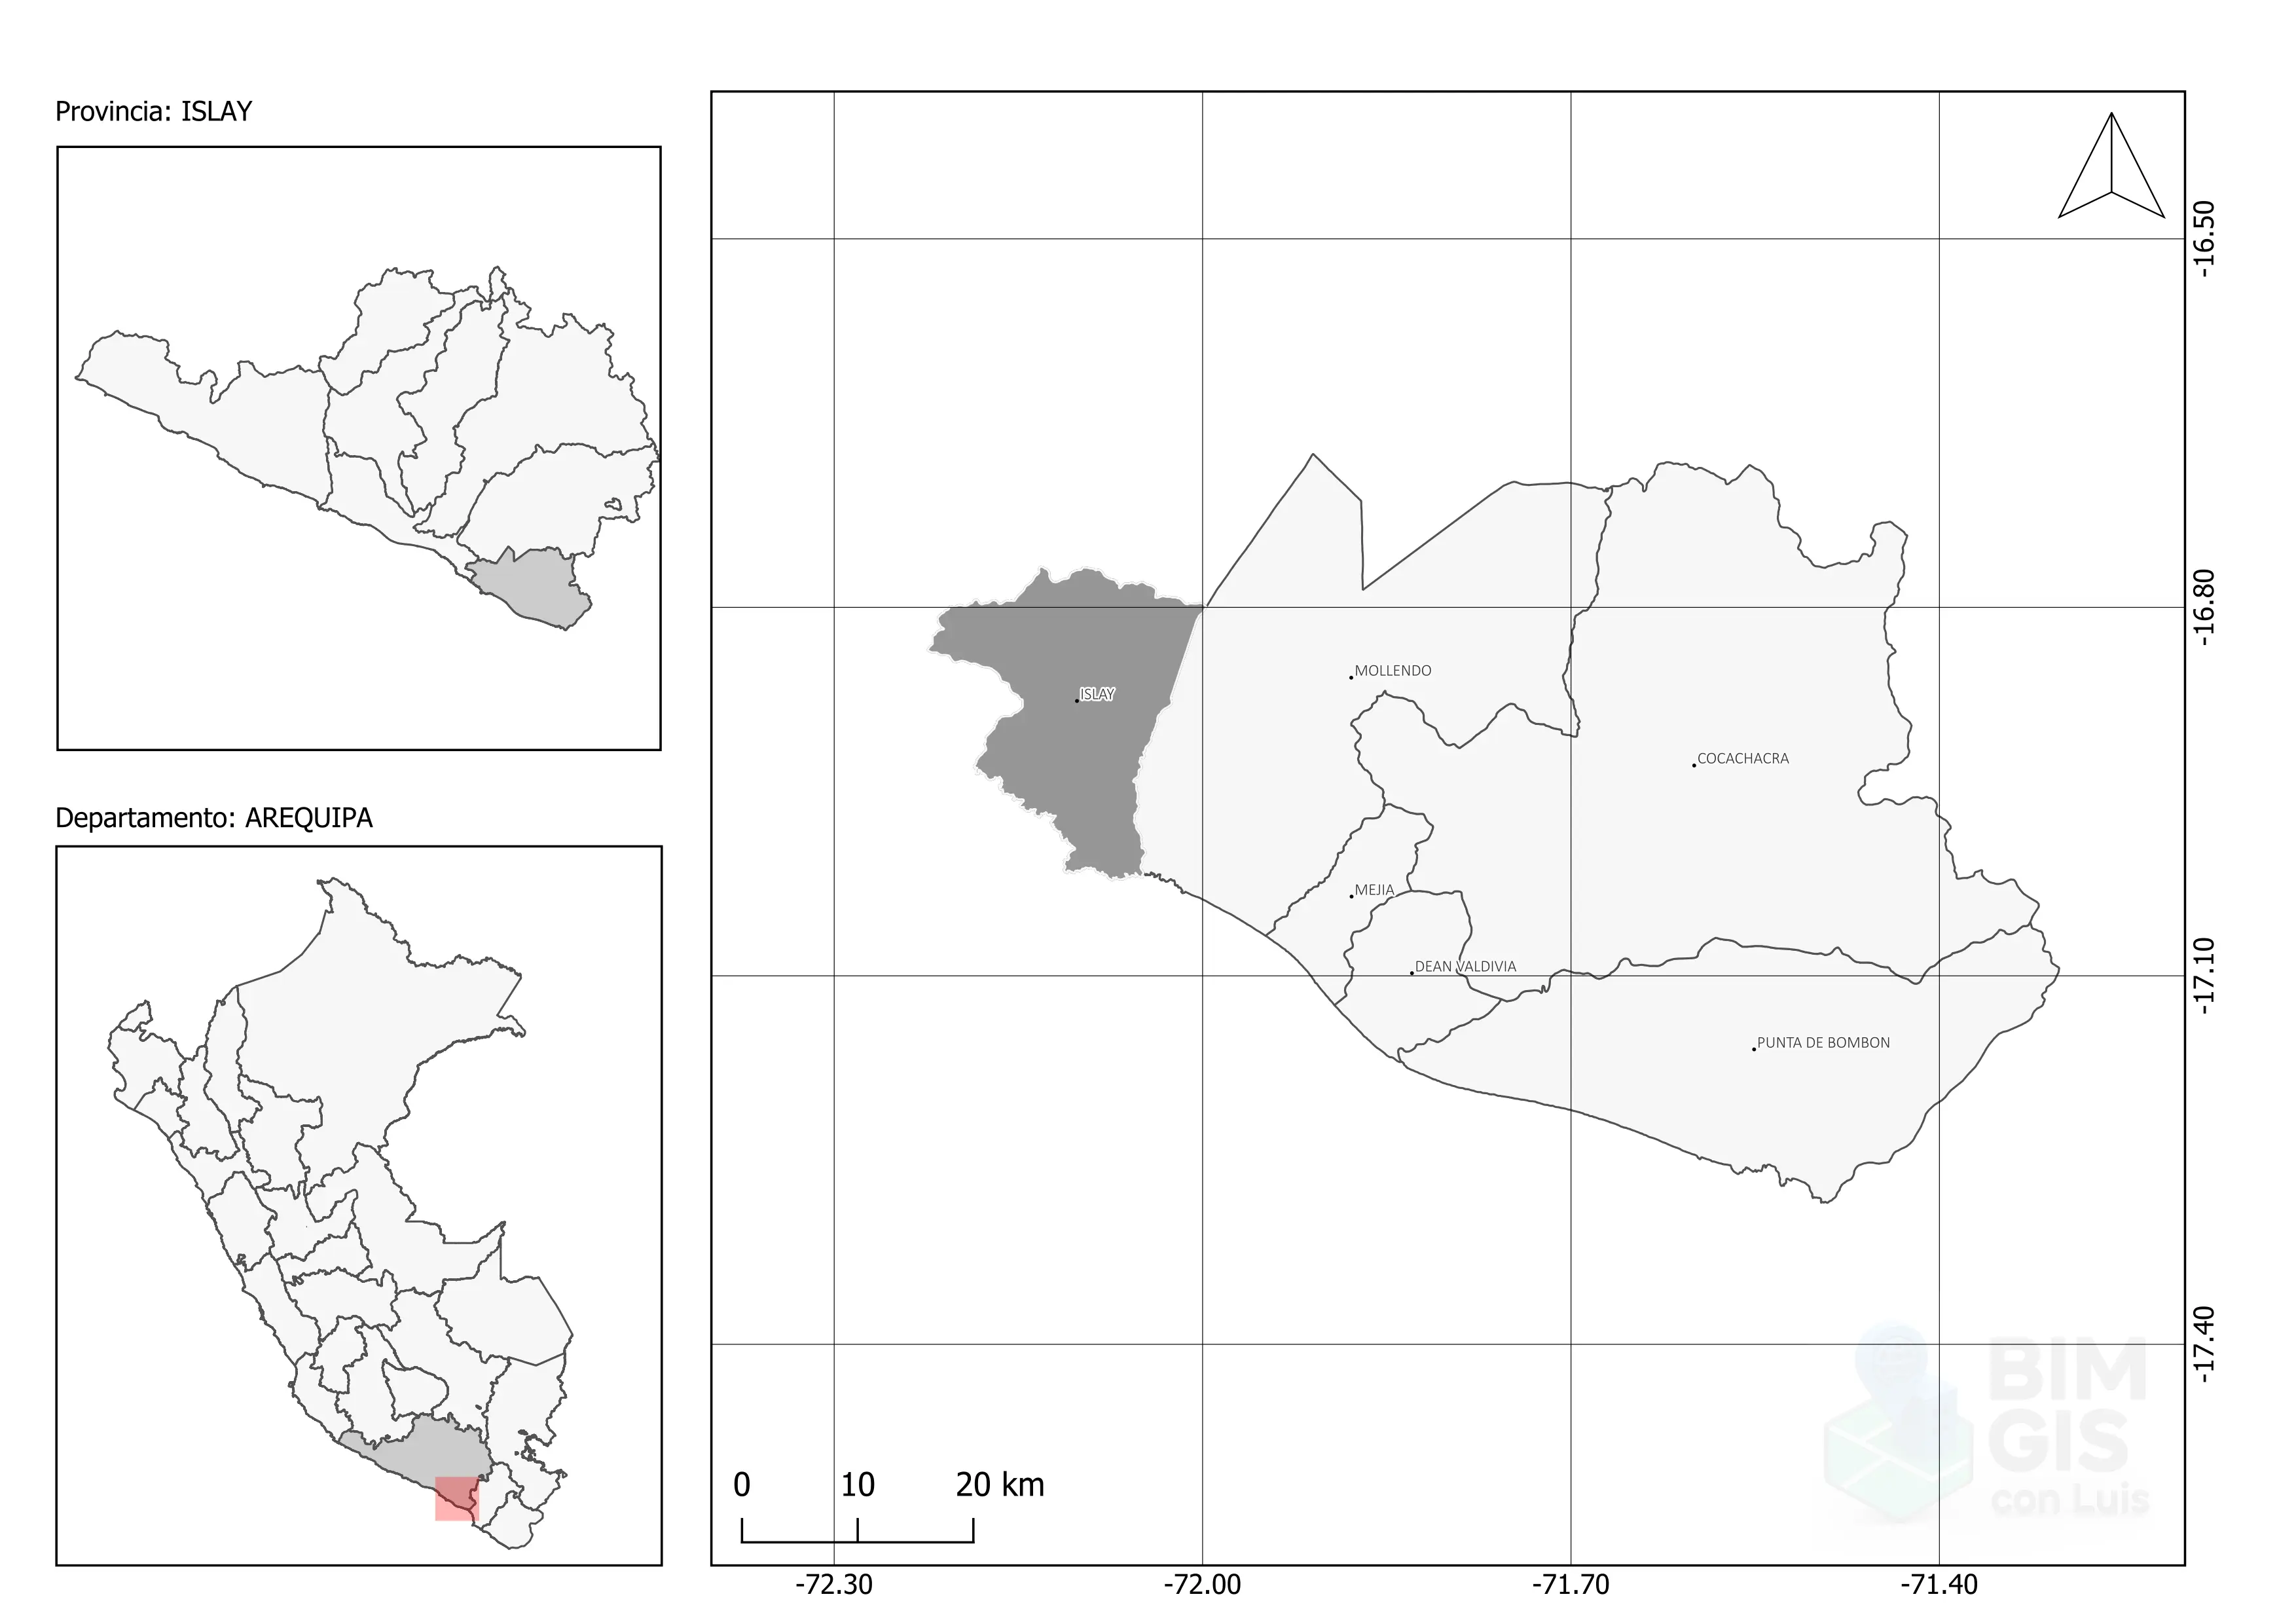 Provincia: ISLAY
Departamento: AREQUIPA
-16.50
-16.80
-17.10
-17.40
MOLLENDO
ISLAY
COCACHACRA
MEJIA
DEAN VALDIVIA
PUNTA DE BOMBON
0 10 20 km
BIM
GIS
con Luis
-72.30 -72.00 -71.70 -71.40